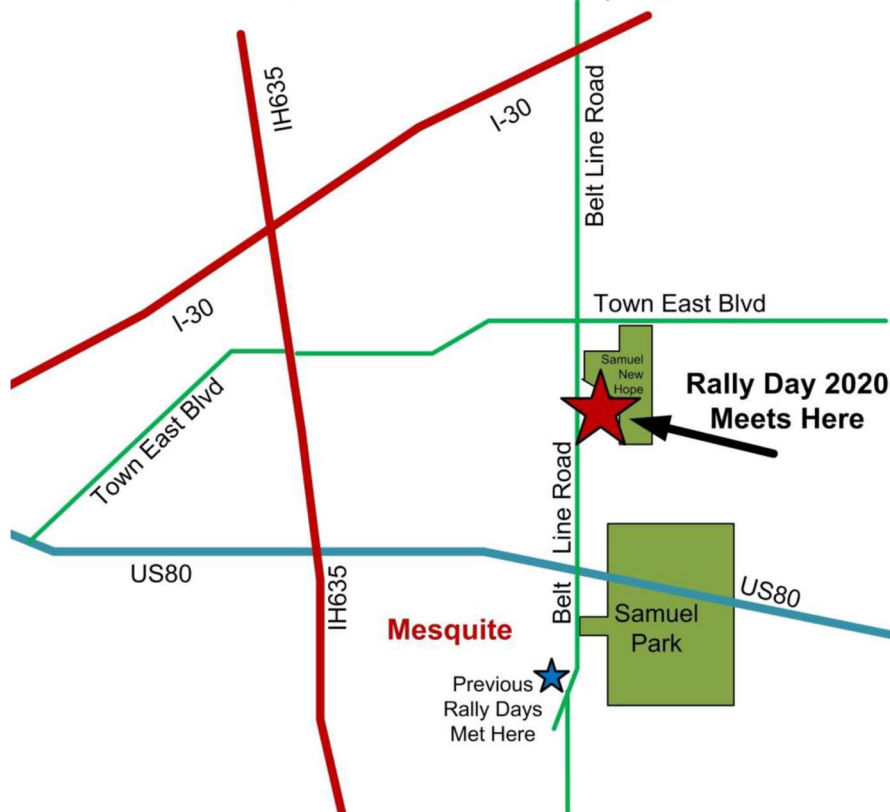 IH635
I-30
Belt Line Road
I-30
Town East Blvd
Samuel
New
Hope
Rally Day 2020
Meets Here
Town East Blvd
Belt Line Road
US80
IH635
US80
Samuel
Park
Mesquite
Previous
Rally Days
Met Here